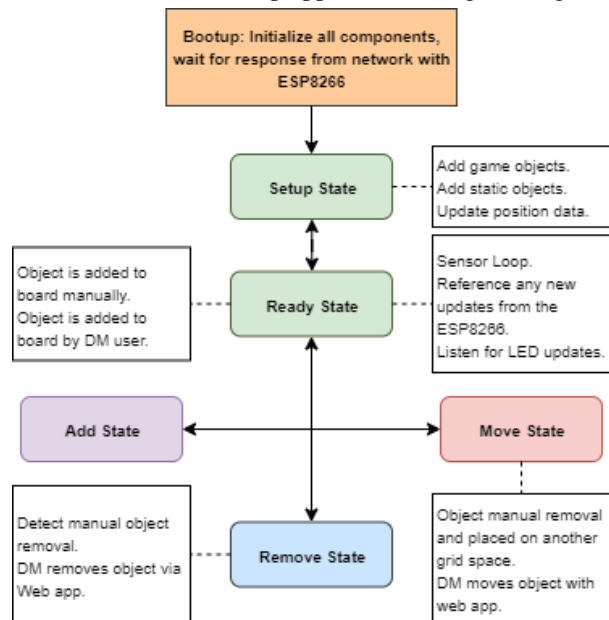 Bootup: Initialize all components,
wait for response from network with
ESP8266
Setup State
Add game objects.
Add static objects.
Update position data.
Object is added to
board manually.
Object is added to
board by DM user.
Ready State
Sensor Loop.
Reference any new
updates from the
ESP8266.
Listen for LED updates.
Add State
Move State
Detect manual object
removal.
DM removes object via
Web app.
Remove State
Object manual removal
and placed on another
grid space.
DM moves object with
web app.